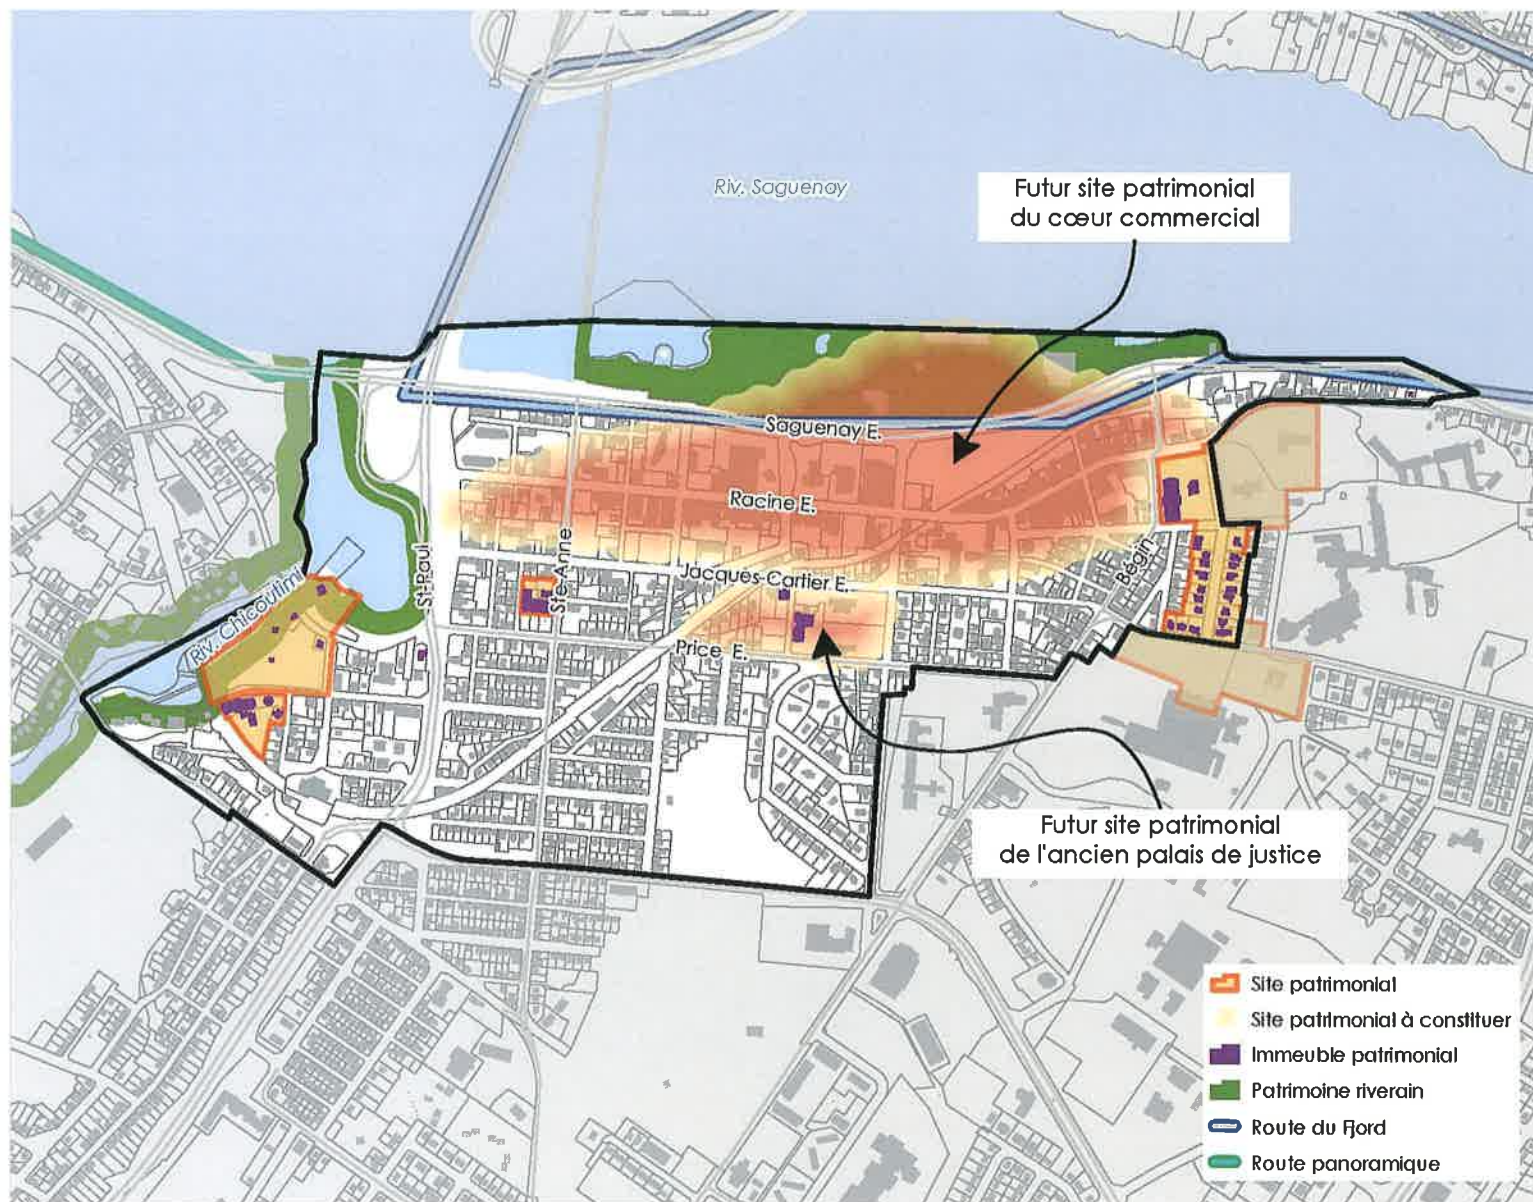 Riv. Saguenay
Futur site patrimonial
du cœur commercial
Saguenay E.
Racine E.
Ste-Anne
St-Paul
Bégin
Jacques-Cartier E.
Riv. Chicoutimi
Price E.
Futur site patrimonial
de l'ancien palais de justice
Site patrimonial
Site patrimonial à constituer
Immeuble patrimonial
Patrimoine riverain
Route du Fjord
Route panoramique